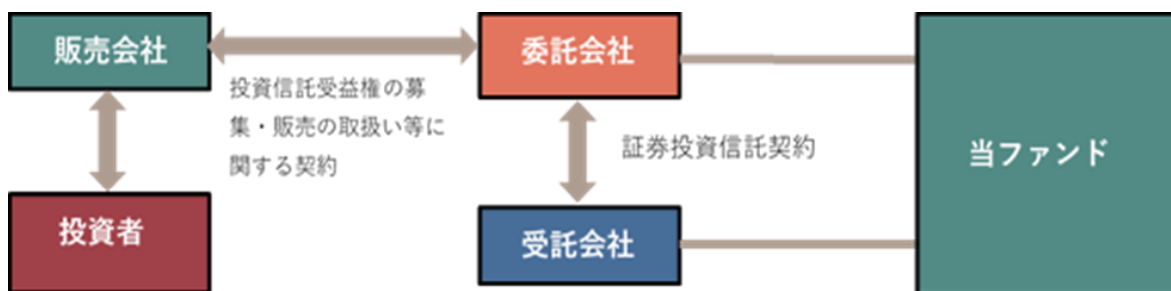 販売会社
委託会社
投資信託受益権の募
集・販売の取扱い等に
関する契約
証券投資信託契約
当ファンド
投資者
受託会社